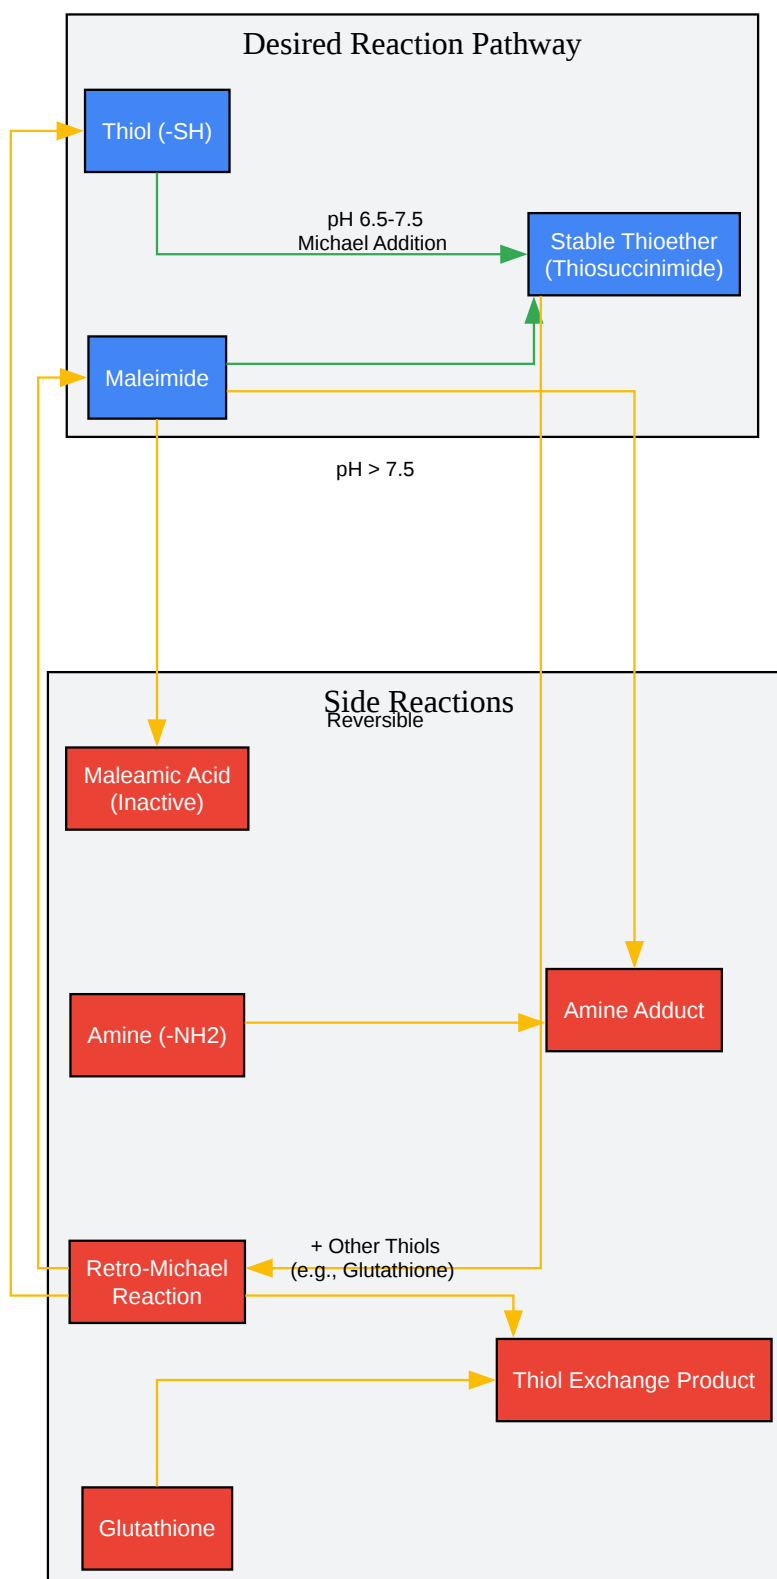 Desired Reaction Pathway
Thiol (-SH)
pH 6.5-7.5
Michael Addition
Stable Thioether
(Thiosuccinimide)
Maleimide
pH > 7.5
Side Reactions
Reversible
Maleamic Acid
(Inactive)
Amine (-NH2)
Amine Adduct
+ Other Thiols
(e.g., Glutathione)
Retro-Michael
Reaction
Thiol Exchange Product
Glutathione